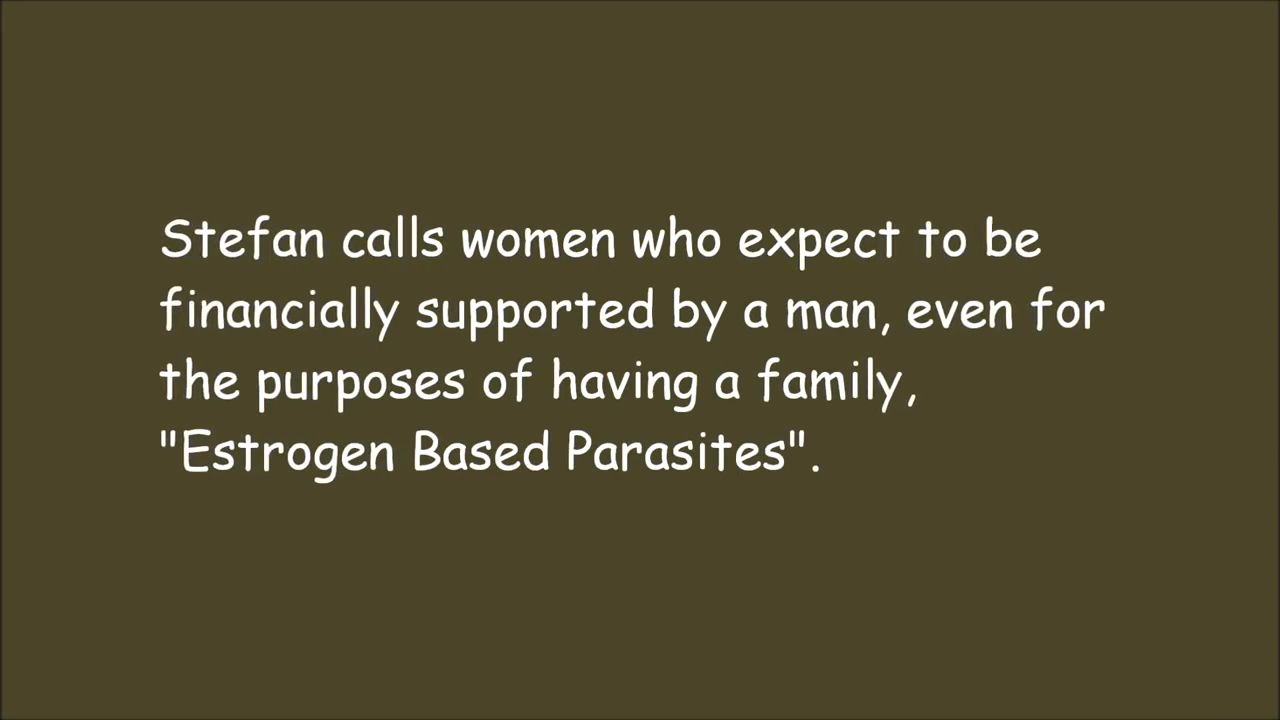 Stefan calls women who expect to be
financially supported by a man, even for
the purposes of having a family,
"Estrogen Based Parasites".